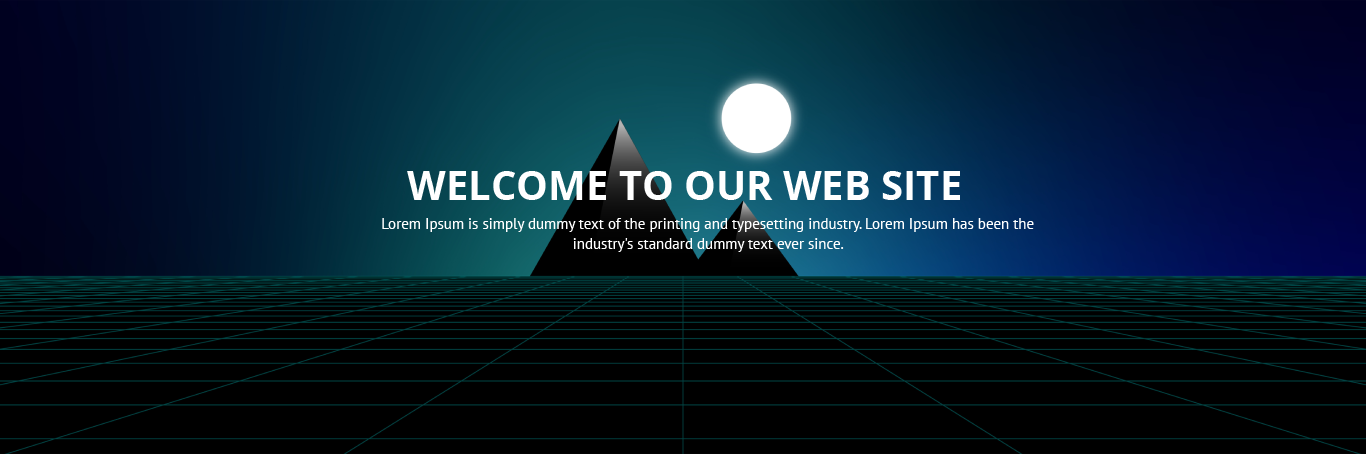 WELCOME TO OUR WEB SITE
Lorem Ipsum is simply dummy text of the printing and typesetting industry. Lorem Ipsum has been the
industry's standard dummy text ever since.